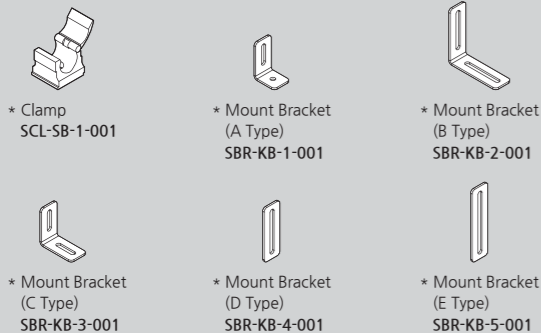 * Clamp
SCL-SB-1-001
* Mount Bracket
(A Type)
SBR-KB-1-001
* Mount Bracket
(B Type)
SBR-KB-2-001
* Mount Bracket
(C Type)
SBR-KB-3-001
* Mount Bracket
(D Type)
SBR-KB-4-001
* Mount Bracket
(E Type)
SBR-KB-5-001